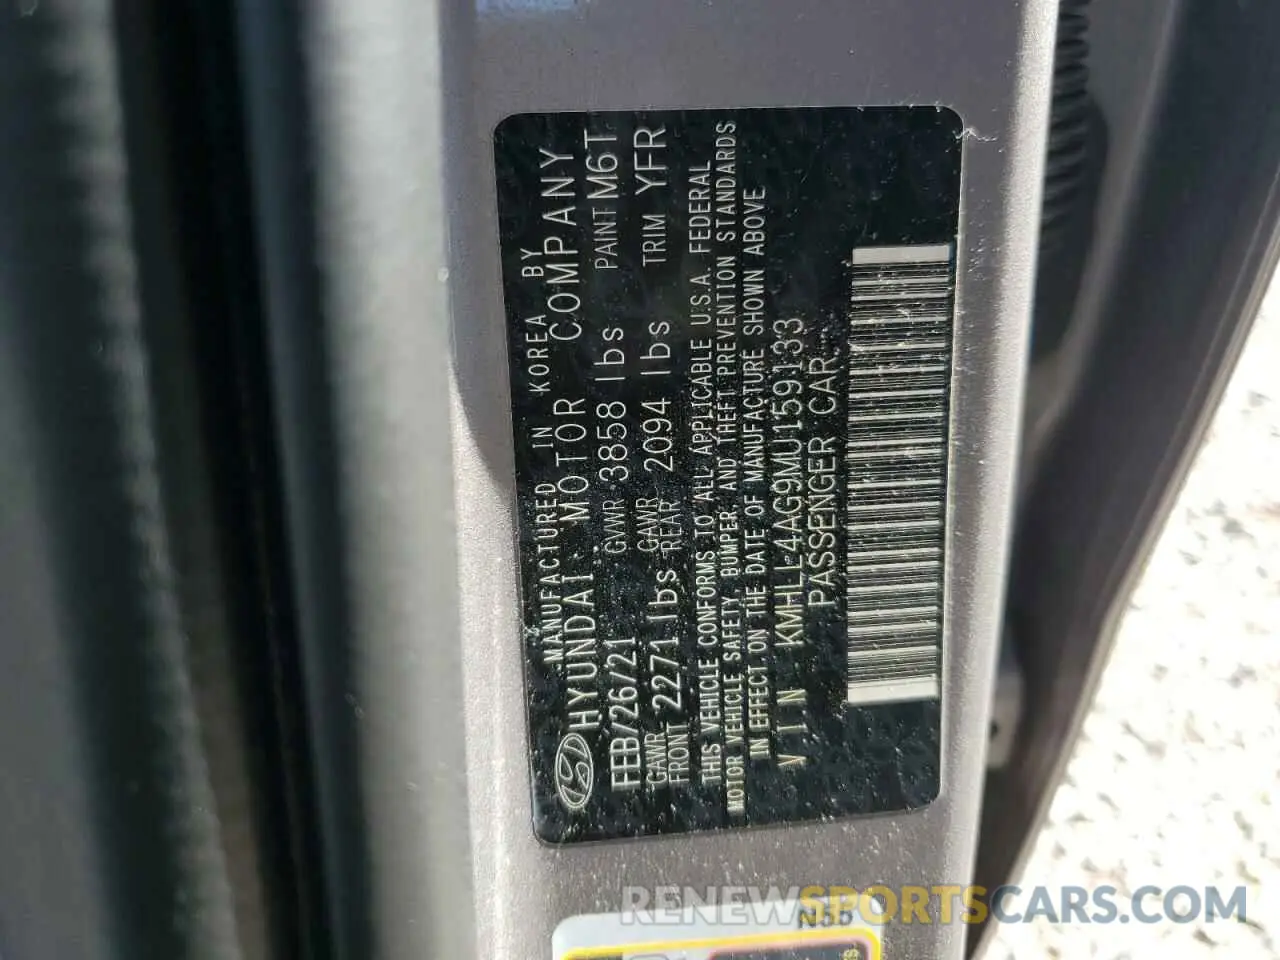 MANUFACTURED IN KOREA BY
HYUNDAI MOTOR COMPANY
FEB/26/21 GVWR 3858 lbs PAINT M6T
GAWR FRONT 2271 lbs GAWR REAR 2094 lbs TRIM YFR
THIS VEHICLE CONFORMS TO ALL APPLICABLE U.S.A. FEDERAL
MOTOR VEHICLE SAFETY, BUMPER, AND THEFT PREVENTION STANDARDS
IN EFFECT ON THE DATE OF MANUFACTURE SHOWN ABOVE
VIN KMHLL4AG9MU159133
PASSENGER CAR.
RENEWSPORTSCARS.COM